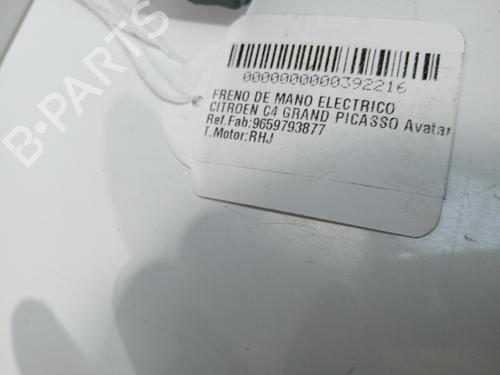 B-PARTS
0000000000392216
FRENO DE MANO ELECTRICO
CITROEN C4 GRAND PICASSO Avatar
Ref.Fab:9659793877
T.Motor:RHJ